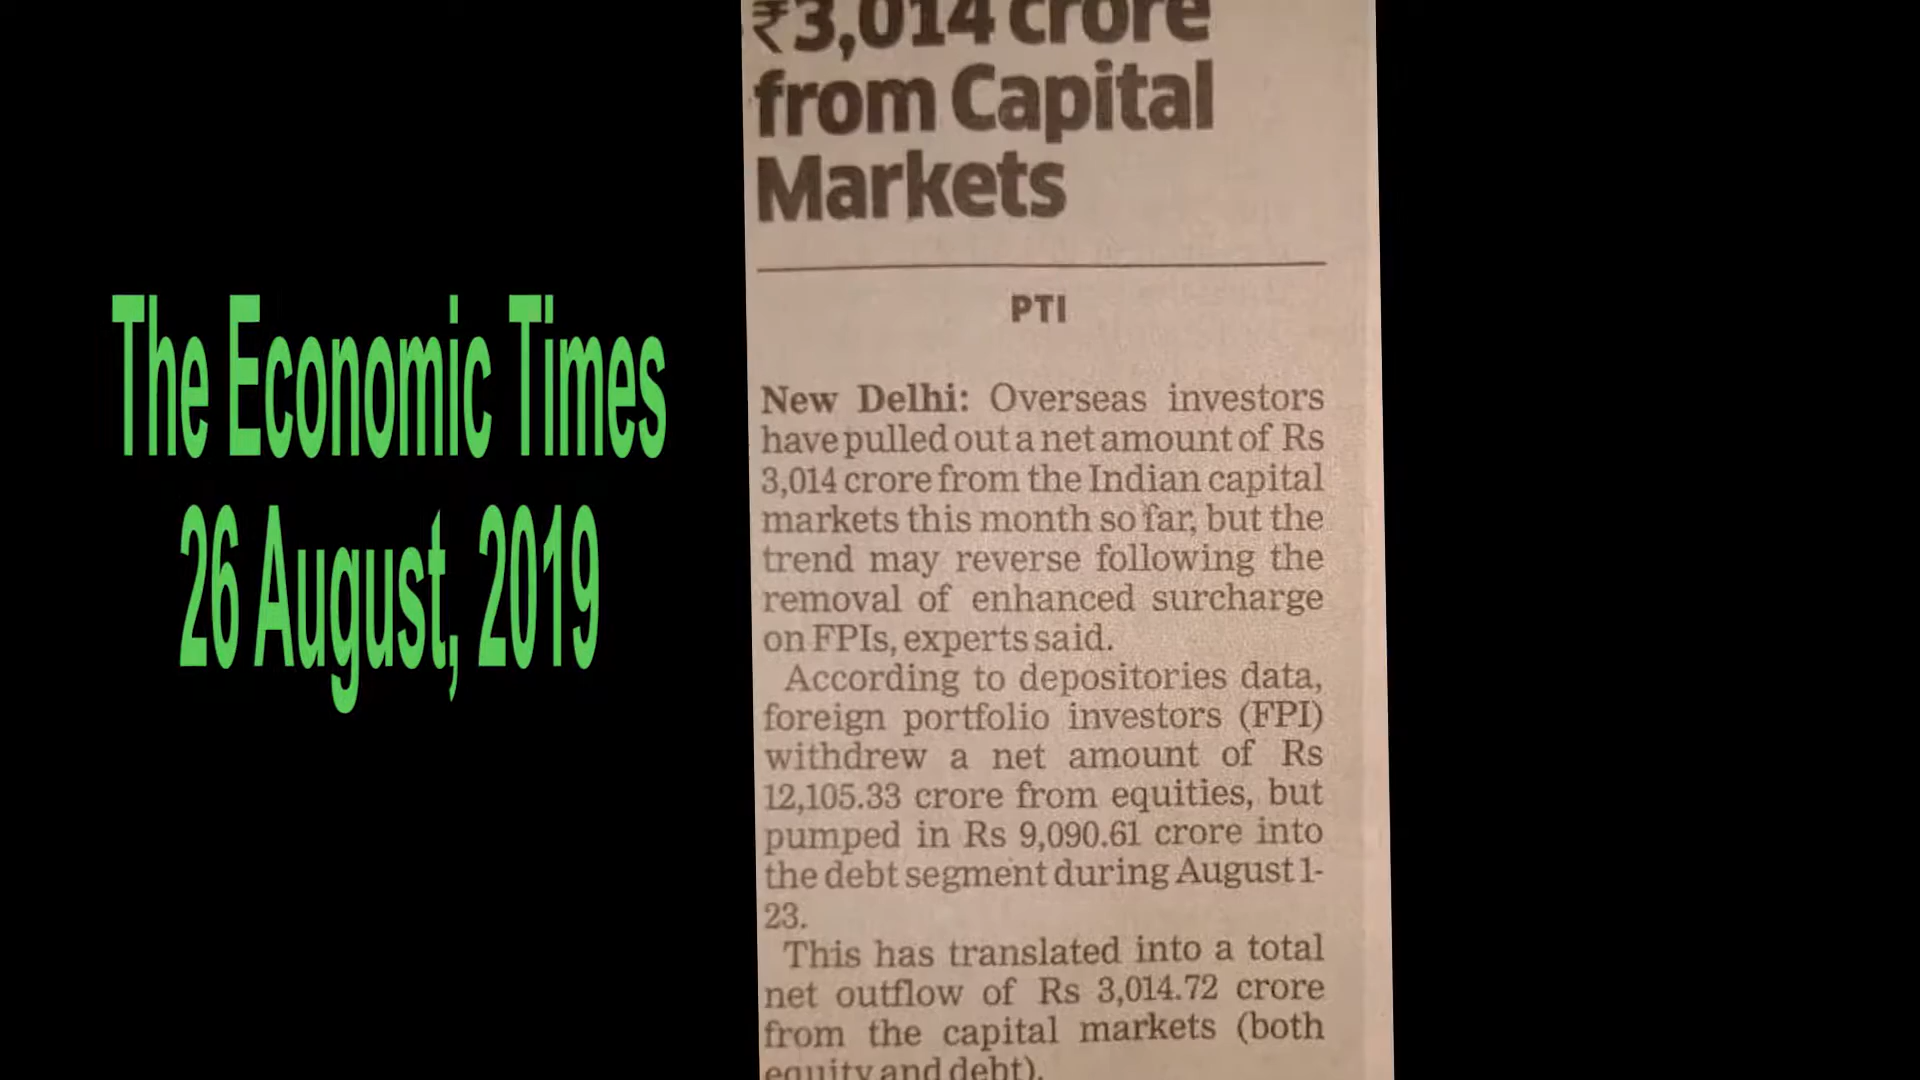 The Economic Times
26 August, 2019
₹3,014 crore
from Capital
Markets
PTI
New Delhi: Overseas investors
have pulled out a net amount of Rs
3,014 crore from the Indian capital
markets this month so far, but the
trend may reverse following the
removal of enhanced surcharge
on FPIs, experts said.
According to depositories data,
foreign portfolio investors (FPI)
withdrew a net amount of Rs
12,105.33 crore from equities, but
pumped in Rs 9,090.61 crore into
the debt segment during August 1-
23.
This has translated into a total
net outflow of Rs 3,014.72 crore
from the capital markets (both
equity and debt).